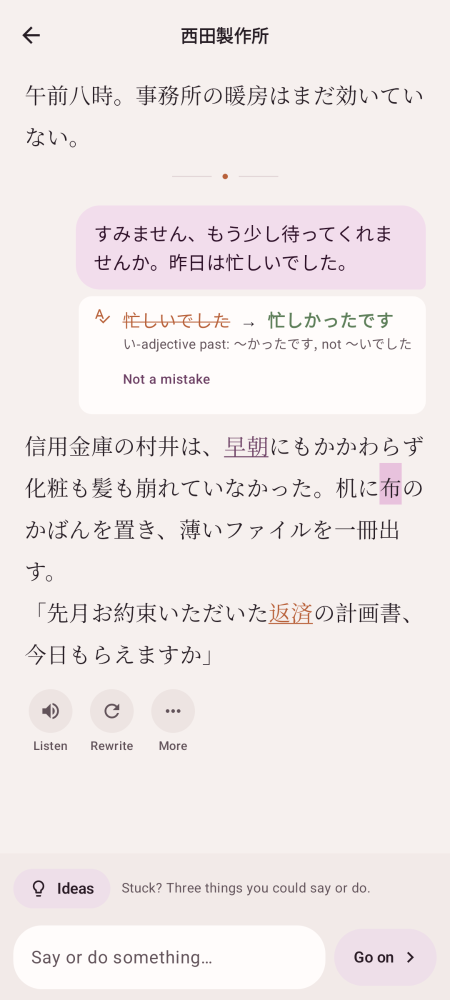 西田製作所
午前八時。事務所の暖房はまだ効いてい
ない。
すみません、もう少し待ってくれま
せんか。昨日は忙しいでした。
忙しいでした → 忙しかったです
い-adjective past: 〜かったです, not 〜いでした
Not a mistake
信用金庫の村井は、早朝にもかかわらず
化粧も髪も崩れていなかった。机に布の
かばんを置き、薄いファイルを一冊出
す。
「先月お約束いただいた返済の計画書、
今日もらえますか」
Listen Rewrite More
Ideas Stuck? Three things you could say or do.
Say or do something… Go on